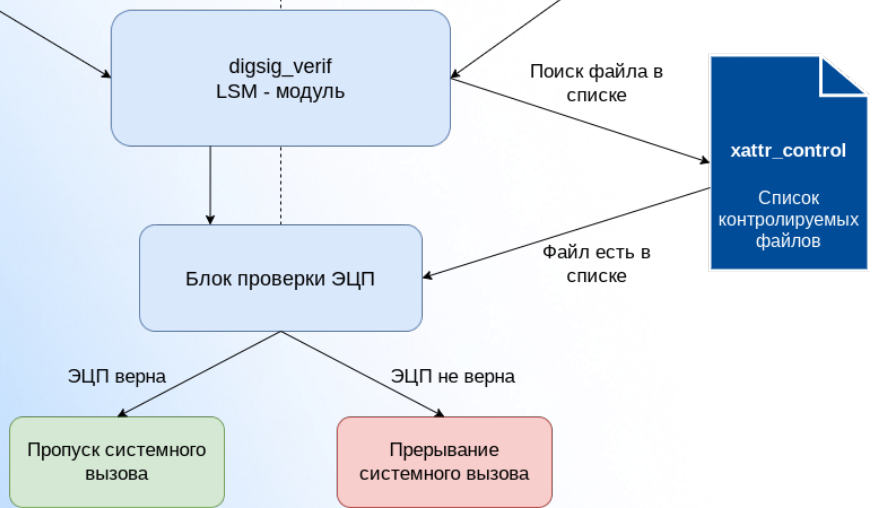 digsig_verif
LSM - модуль
Поиск файла в
списке
xattr_control
Список
контролируемых
файлов
Файл есть в
списке
Блок проверки ЭЦП
ЭЦП верна
ЭЦП не верна
Пропуск системного
вызова
Прерывание
системного вызова